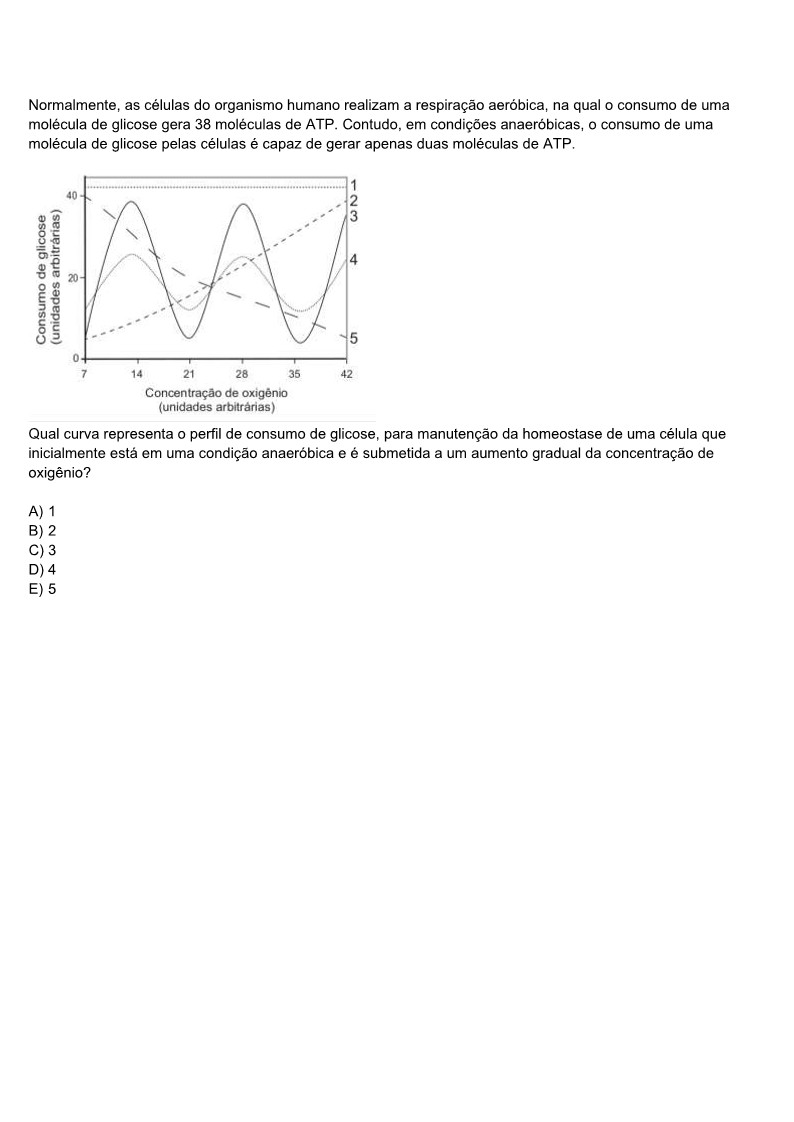 Normalmente, as células do organismo humano realizam a respiração aeróbica, na qual o consumo de uma
molécula de glicose gera 38 moléculas de ATP. Contudo, em condições anaeróbicas, o consumo de uma
molécula de glicose pelas células é capaz de gerar apenas duas moléculas de ATP.
Consumo de glicose
(unidades arbitrárias)
40
20
0
1
2
3
4
5
7 14 21 28 35 42
Concentração de oxigênio
(unidades arbitrárias)
Qual curva representa o perfil de consumo de glicose, para manutenção da homeostase de uma célula que
inicialmente está em uma condição anaeróbica e é submetida a um aumento gradual da concentração de
oxigênio?
A) 1
B) 2
C) 3
D) 4
E) 5